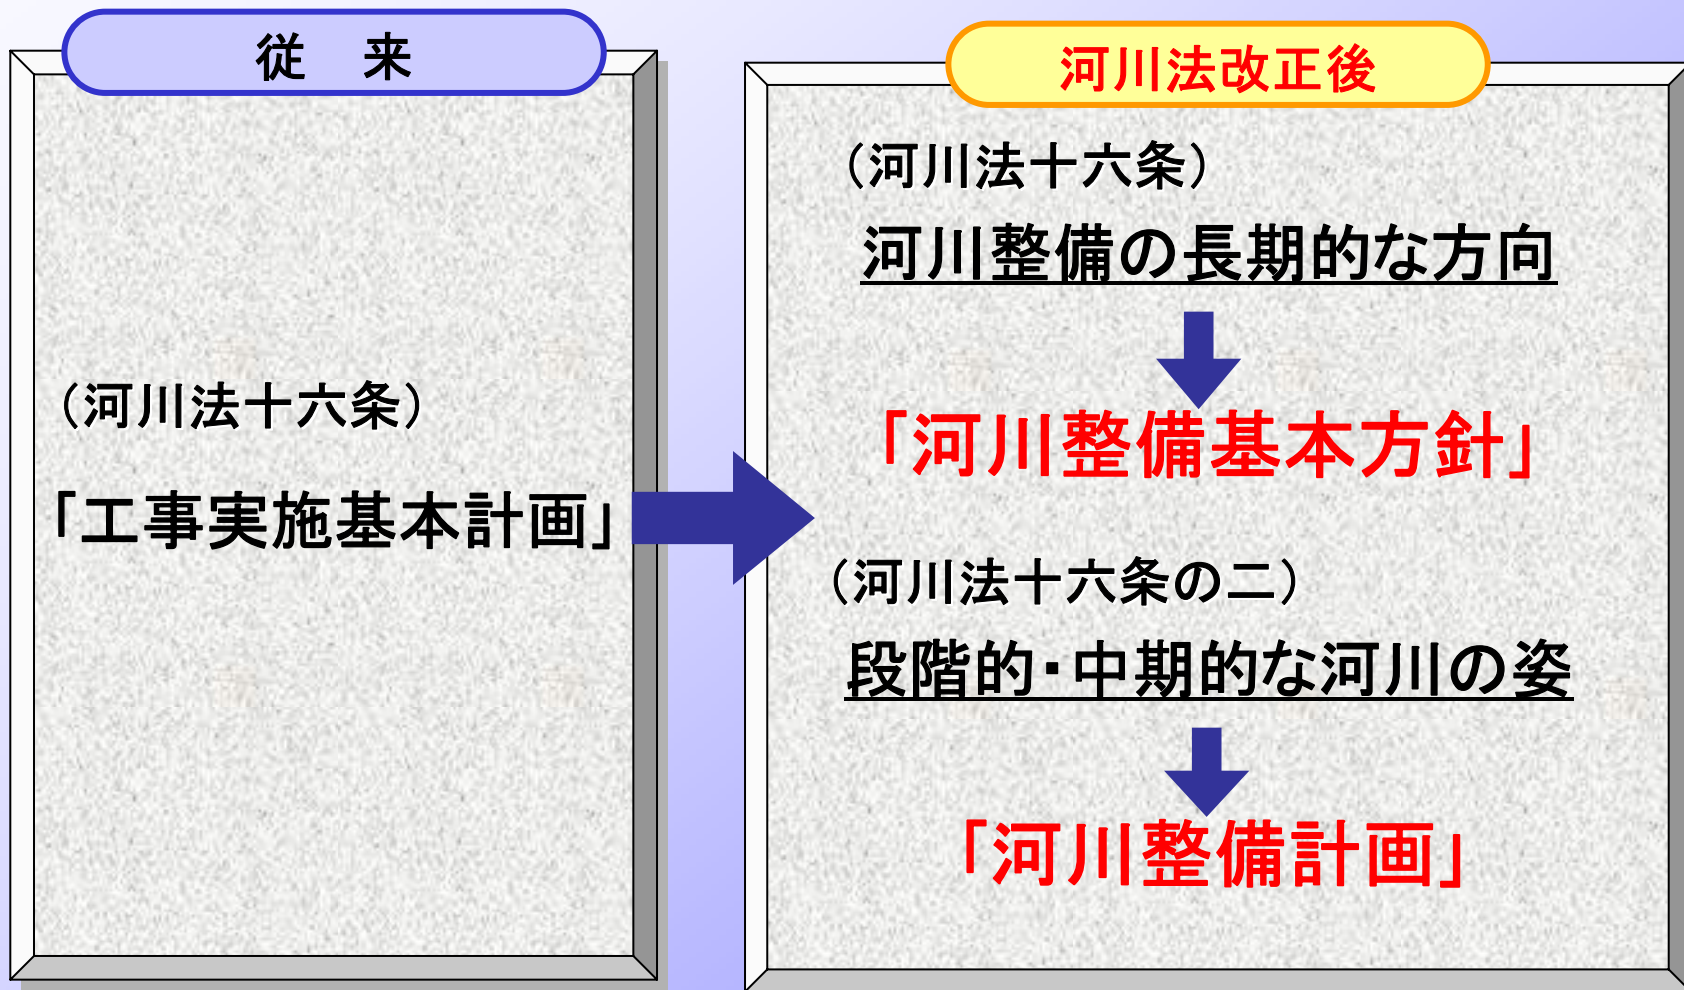 従　来
（河川法十六条）
「工事実施基本計画」
河川法改正後
（河川法十六条）
河川整備の長期的な方向
「河川整備基本方針」
（河川法十六条の二）
段階的・中期的な河川の姿
「河川整備計画」